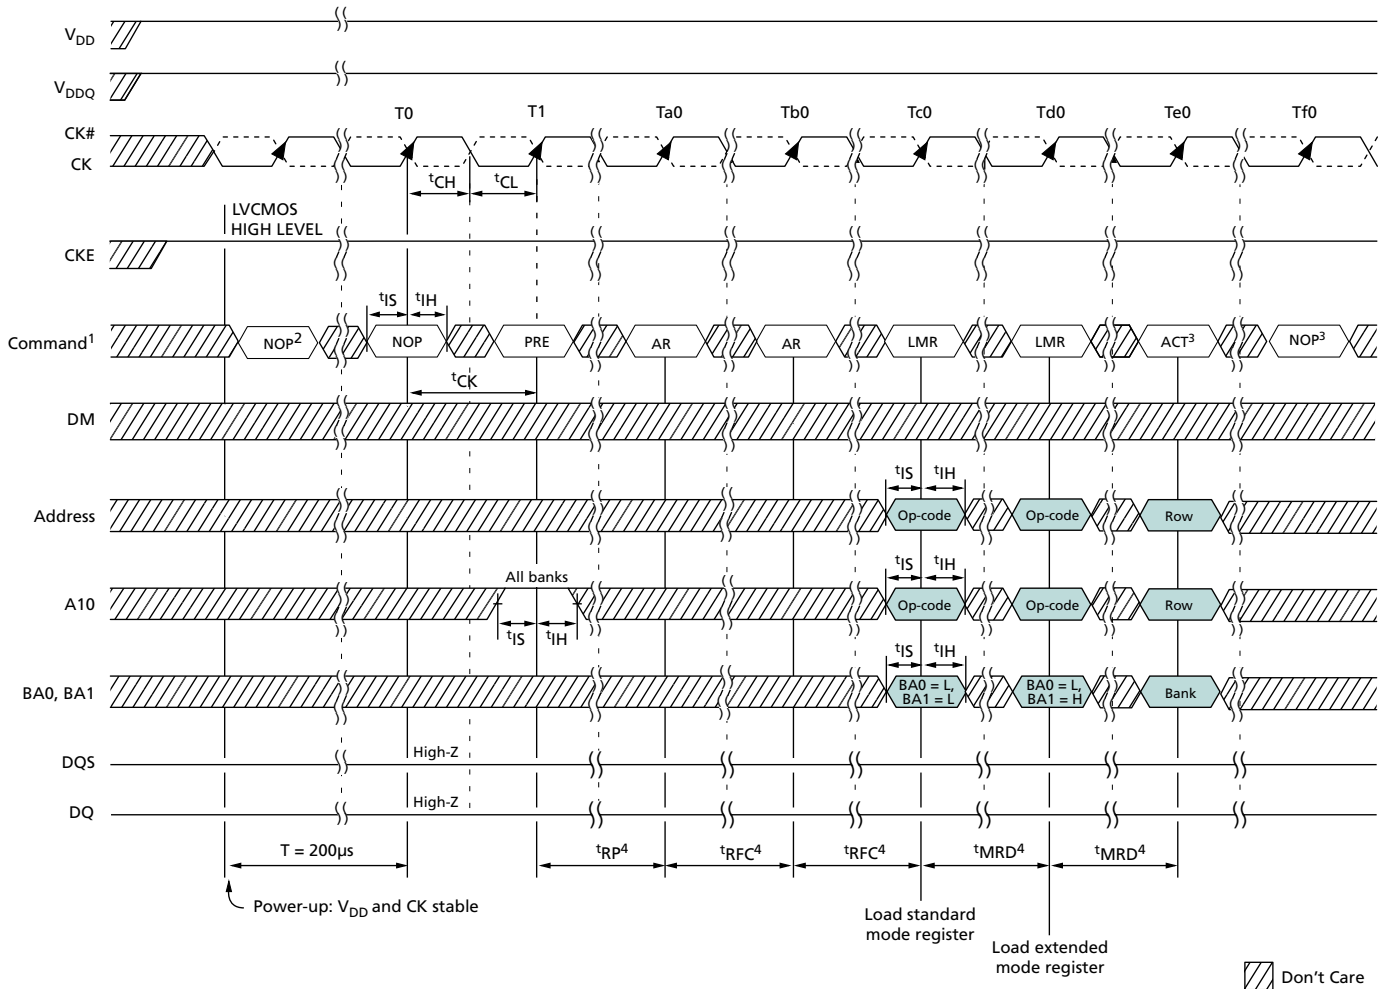 VDD
VDDQ
T0 T1 Ta0 Tb0 Tc0 Td0 Te0 Tf0
CK#
CK
tCH tCL
LVCMOS
HIGH LEVEL
CKE
tIS tIH
Command1 NOP2 NOP PRE AR AR LMR LMR ACT3 NOP3
tCK
DM
tIS tIH
Address Op-code Op-code Row
All banks tIS tIH
A10 Op-code Op-code Row
tIS tIH
tIS tIH
BA0, BA1 BA0 = L, BA1 = L BA0 = L, BA1 = H Bank
DQS High-Z
DQ High-Z
T = 200µs tRP4 tRFC4 tRFC4 tMRD4 tMRD4
Power-up: VDD and CK stable
Load standard
mode register
Load extended
mode register
Don't Care